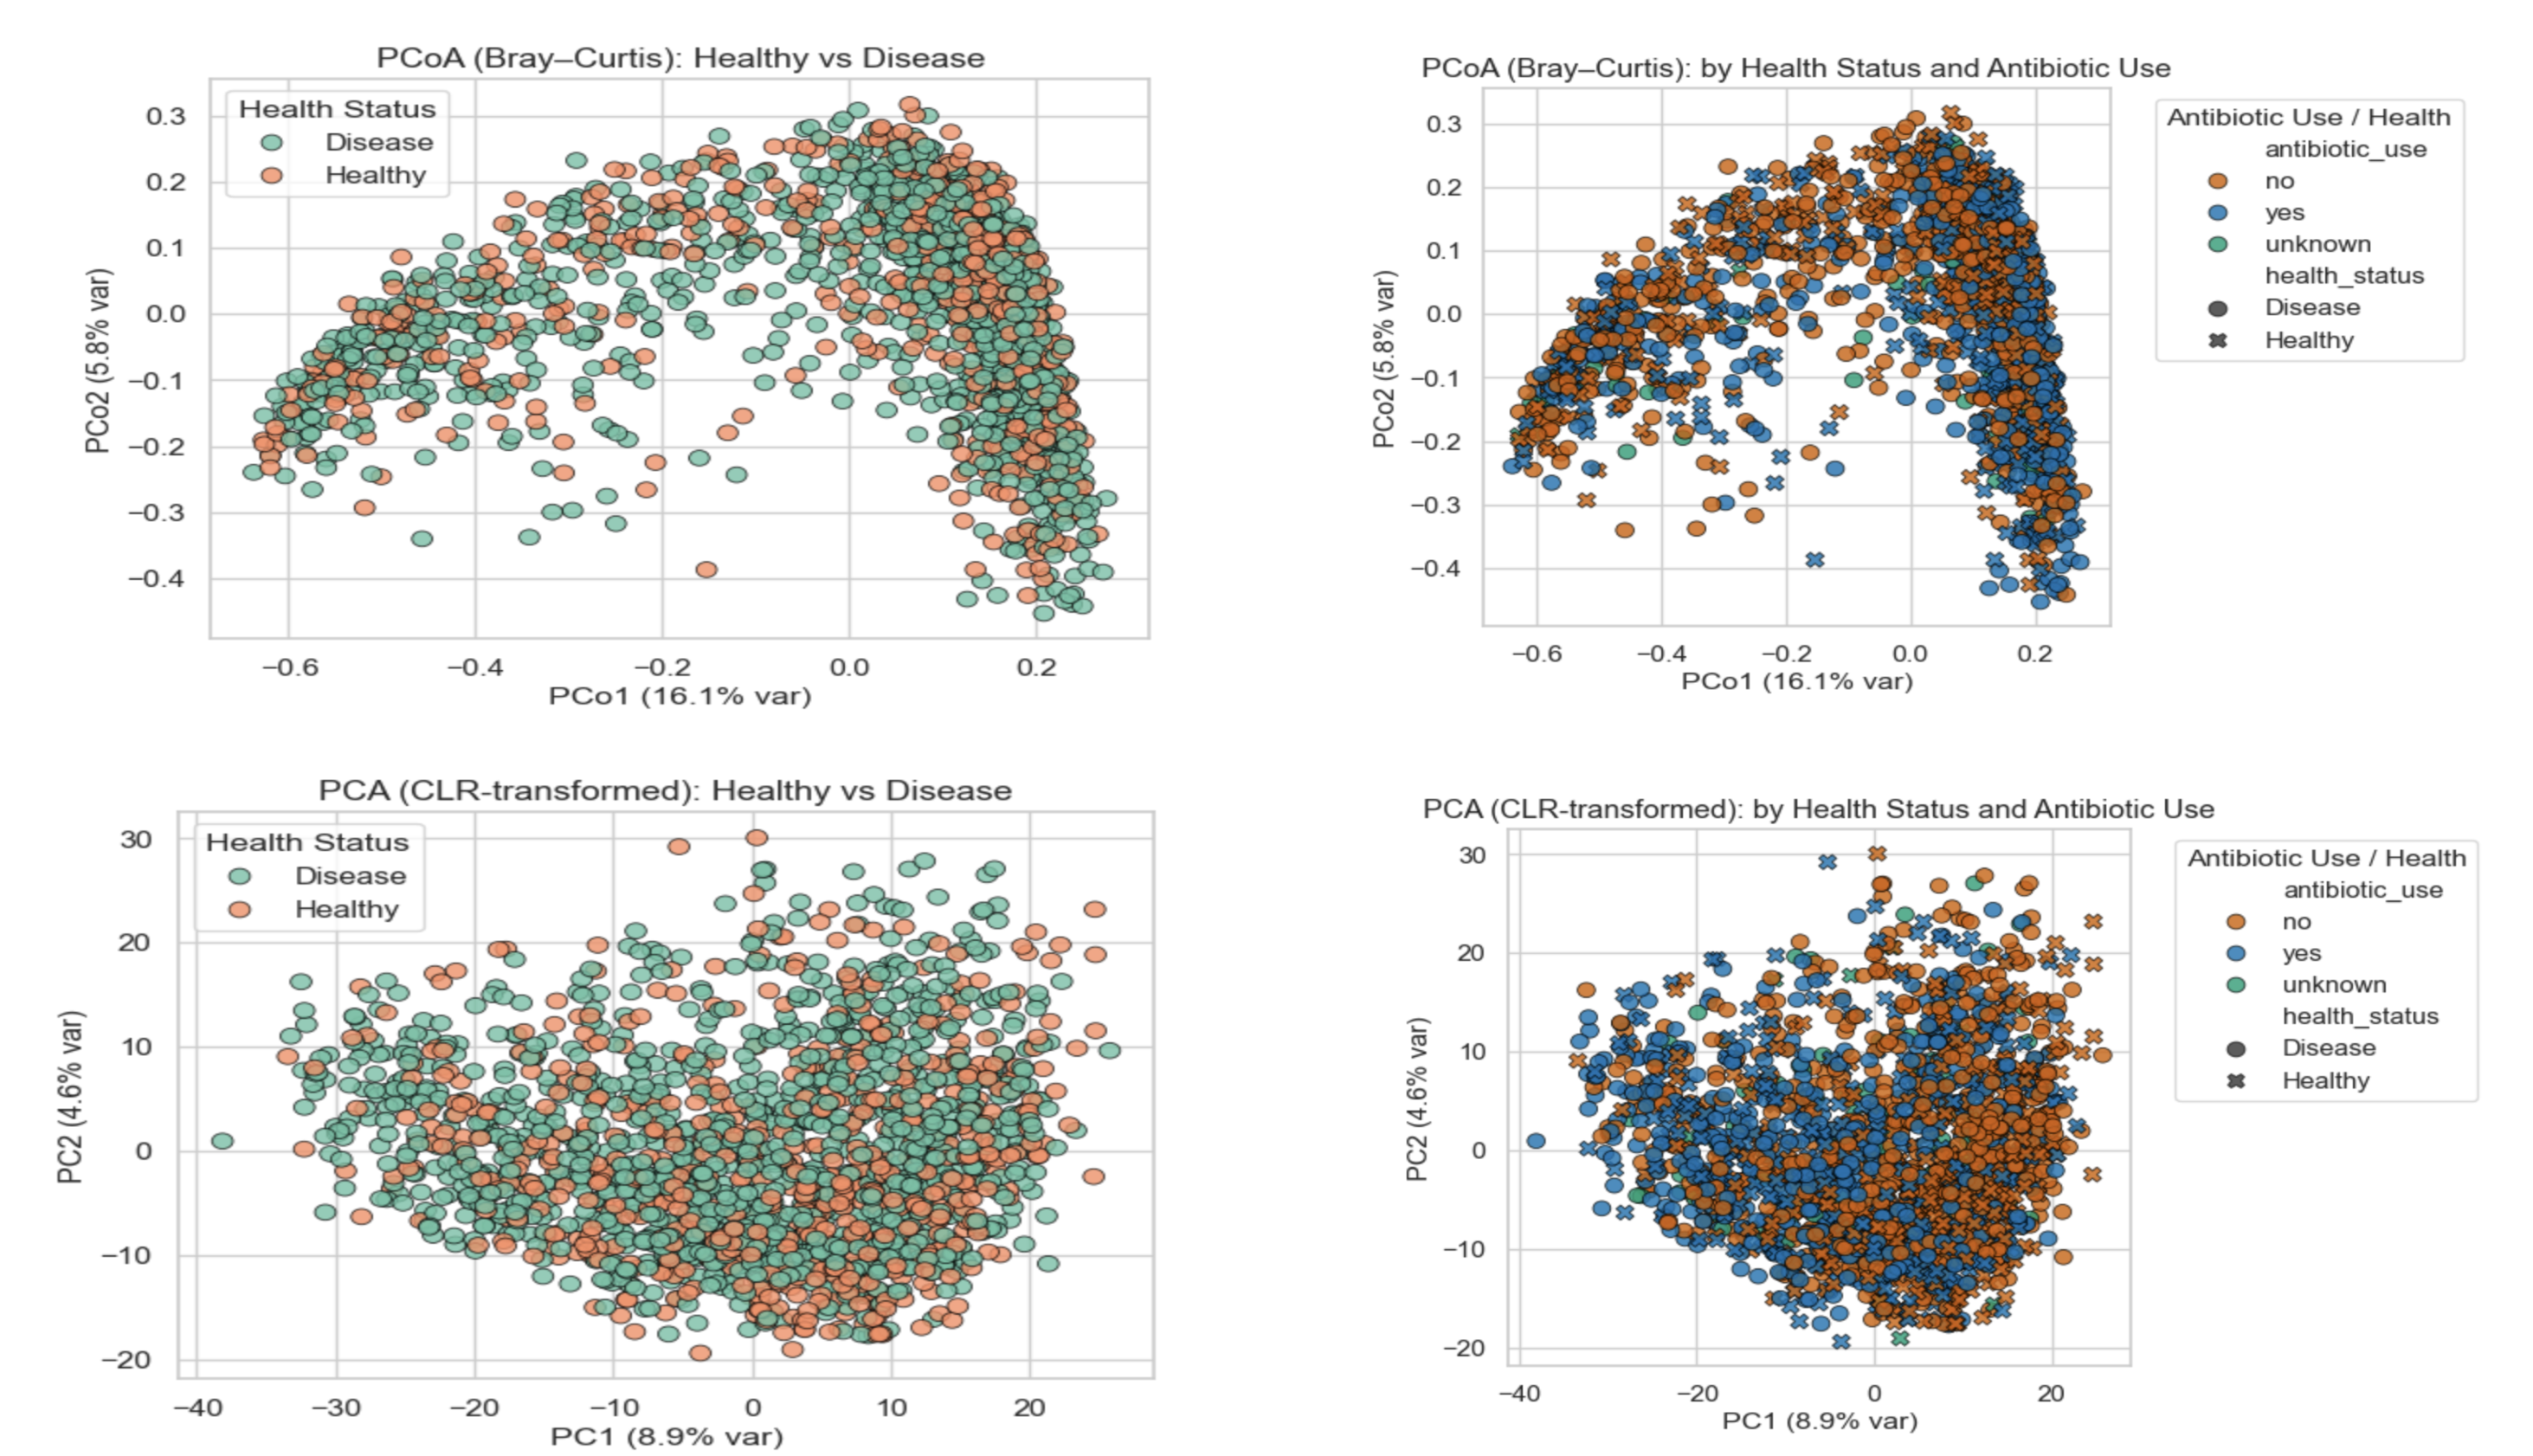 PCoA (Bray–Curtis): Healthy vs Disease
Health Status
Disease
Healthy
0.3
0.2
0.1
0.0
−0.1
−0.2
−0.3
−0.4
PCo2 (5.8% var)
−0.6
−0.4
−0.2
0.0
0.2
PCo1 (16.1% var)
PCoA (Bray–Curtis): by Health Status and Antibiotic Use
0.3
0.2
0.1
0.0
−0.1
−0.2
−0.3
−0.4
PCo2 (5.8% var)
−0.6
−0.4
−0.2
0.0
0.2
PCo1 (16.1% var)
Antibiotic Use / Health
antibiotic_use
no
yes
unknown
health_status
Disease
Healthy
PCA (CLR-transformed): Healthy vs Disease
Health Status
Disease
Healthy
30
20
10
0
−10
−20
PC2 (4.6% var)
−40
−30
−20
−10
0
10
20
PC1 (8.9% var)
PCA (CLR-transformed): by Health Status and Antibiotic Use
30
20
10
0
−10
−20
PC2 (4.6% var)
−40
−20
0
20
PC1 (8.9% var)
Antibiotic Use / Health
antibiotic_use
no
yes
unknown
health_status
Disease
Healthy